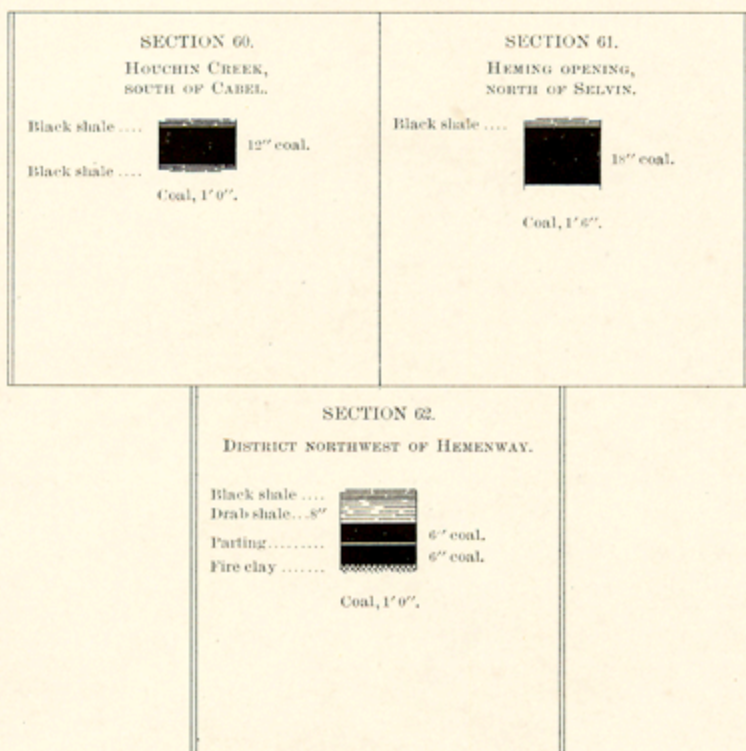 SECTION 60.
HOUCHIN CREEK,
SOUTH OF CABEL.
Black shale ....
12″ coal.
Black shale ....
Coal, 1′ 0″.
SECTION 61.
HEMING OPENING,
NORTH OF SELVIN.
Black shale ....
18″ coal.
Coal, 1′ 6″.
SECTION 62.
DISTRICT NORTHWEST OF HEMENWAY.
Black shale ....
Drab shale...8″
Parting.........
Fire clay .......
6″ coal.
6″ coal.
Coal, 1′ 0″.